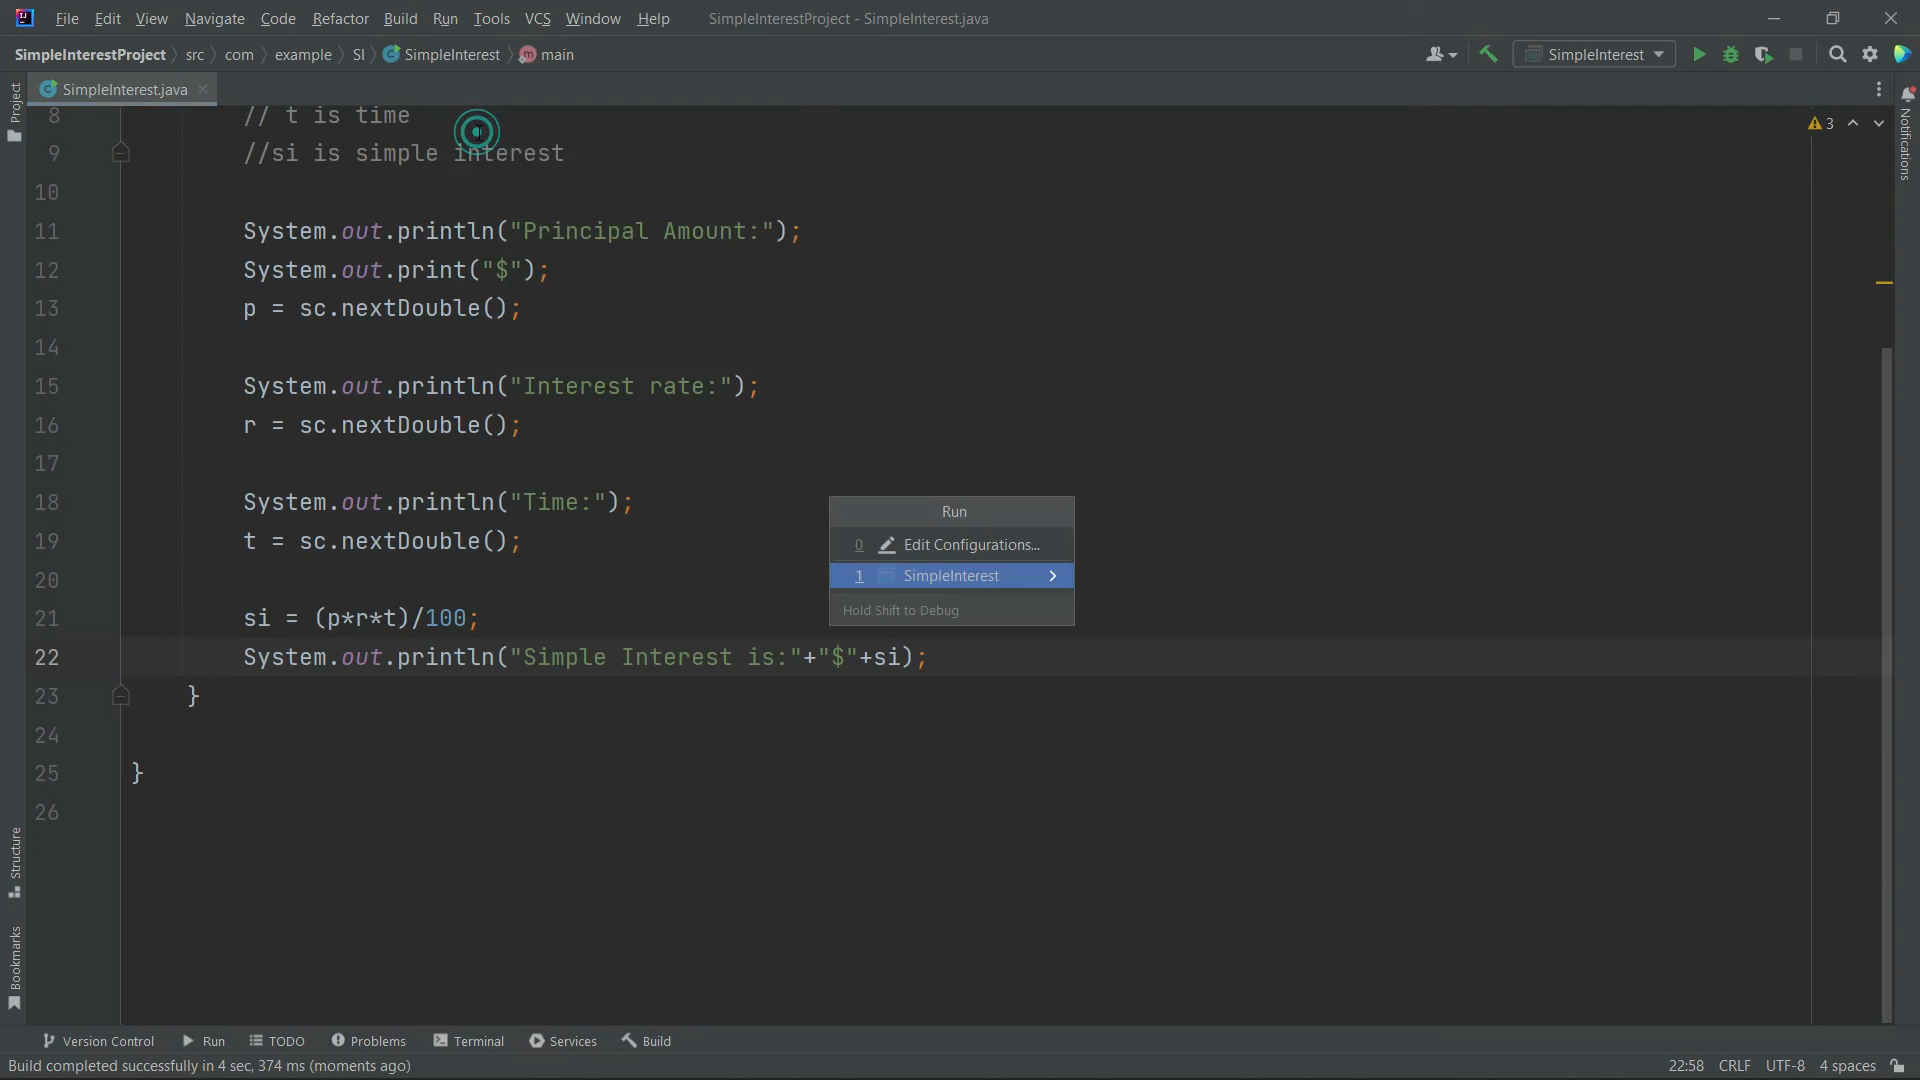 File Edit View Navigate Code Refactor Build Run Tools VCS Window Help SimpleInterestProject - SimpleInterest.java
SimpleInterestProject src com example SI SimpleInterest main SimpleInterest
SimpleInterest.java
Project
Notifications
3
8 // t is time
9 //si is simple interest
10
11 System.out.println("Principal Amount:");
12 System.out.print("$");
13 p = sc.nextDouble();
14
15 System.out.println("Interest rate:");
16 r = sc.nextDouble();
17
18 System.out.println("Time:");
19 t = sc.nextDouble();
20
21 si = (p*r*t)/100;
22 System.out.println("Simple Interest is:"+"$"+si);
23 }
24
25 }
26
Run
0 Edit Configurations...
1 SimpleInterest
Hold Shift to Debug
Structure
Bookmarks
Version Control Run TODO Problems Terminal Services Build
Build completed successfully in 4 sec, 374 ms (moments ago) 22:58 CRLF UTF-8 4 spaces